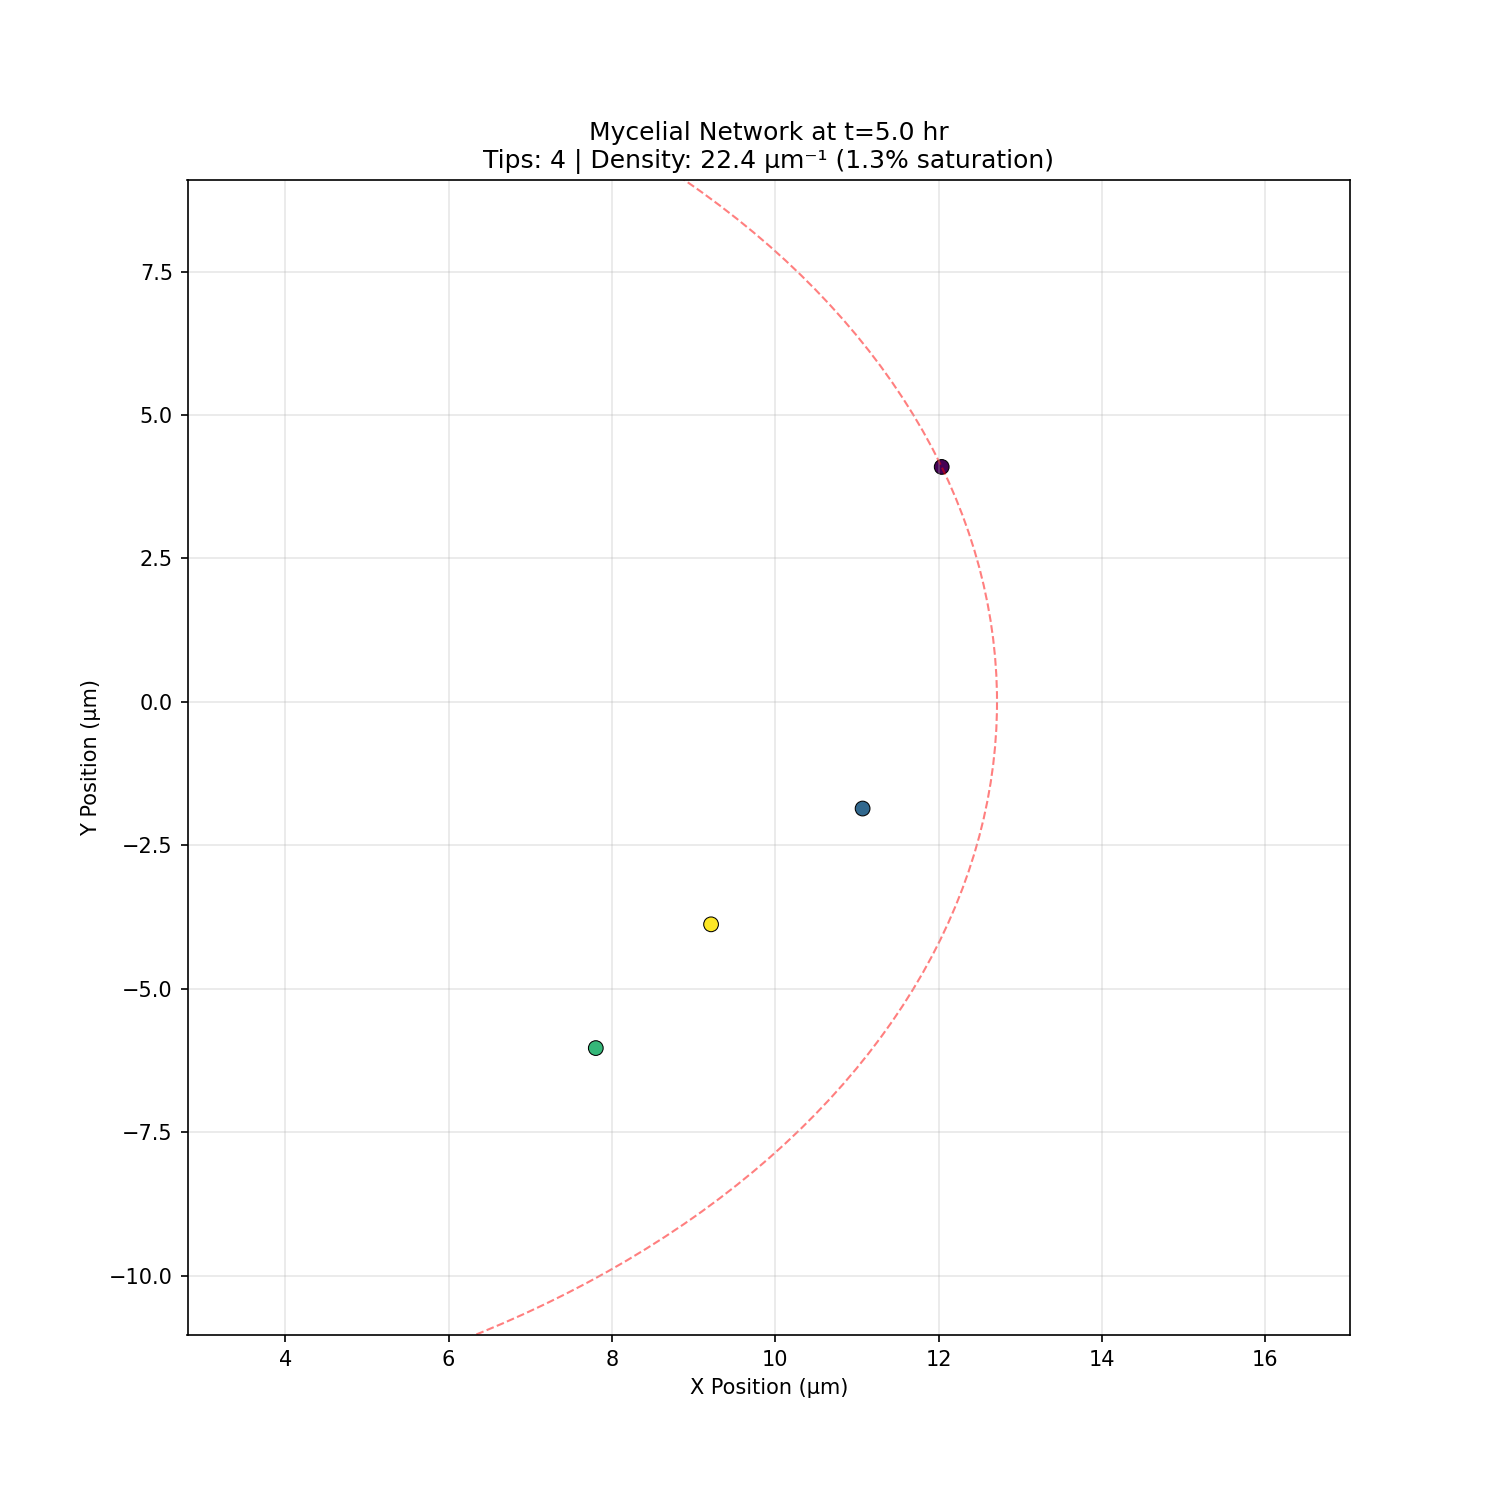 Mycelial Network at t=5.0 hr
Tips: 4 | Density: 22.4 µm⁻¹ (1.3% saturation)
7.5
5.0
2.5
0.0
−2.5
−5.0
−7.5
−10.0
Y Position (µm)
4 6 8 10 12 14 16
X Position (µm)